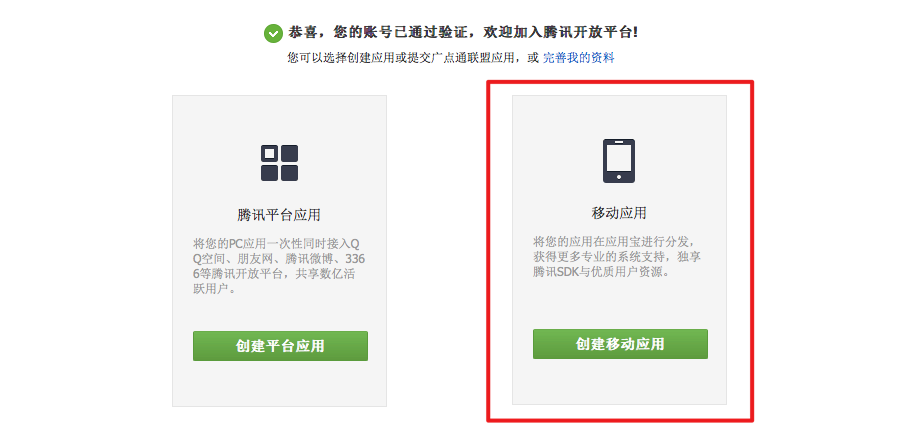 恭喜，您的账号已通过验证，欢迎加入腾讯开放平台!
您可以选择创建应用或提交广点通联盟应用，或 完善我的资料
腾讯平台应用
将您的PC应用一次性同时接入Q
Q空间、朋友网、腾讯微博、336
6等腾讯开放平台，共享数亿活
跃用户。
创建平台应用
移动应用
将您的应用在应用宝进行分发，
获得更多专业的系统支持，独享
腾讯SDK与优质用户资源。
创建移动应用